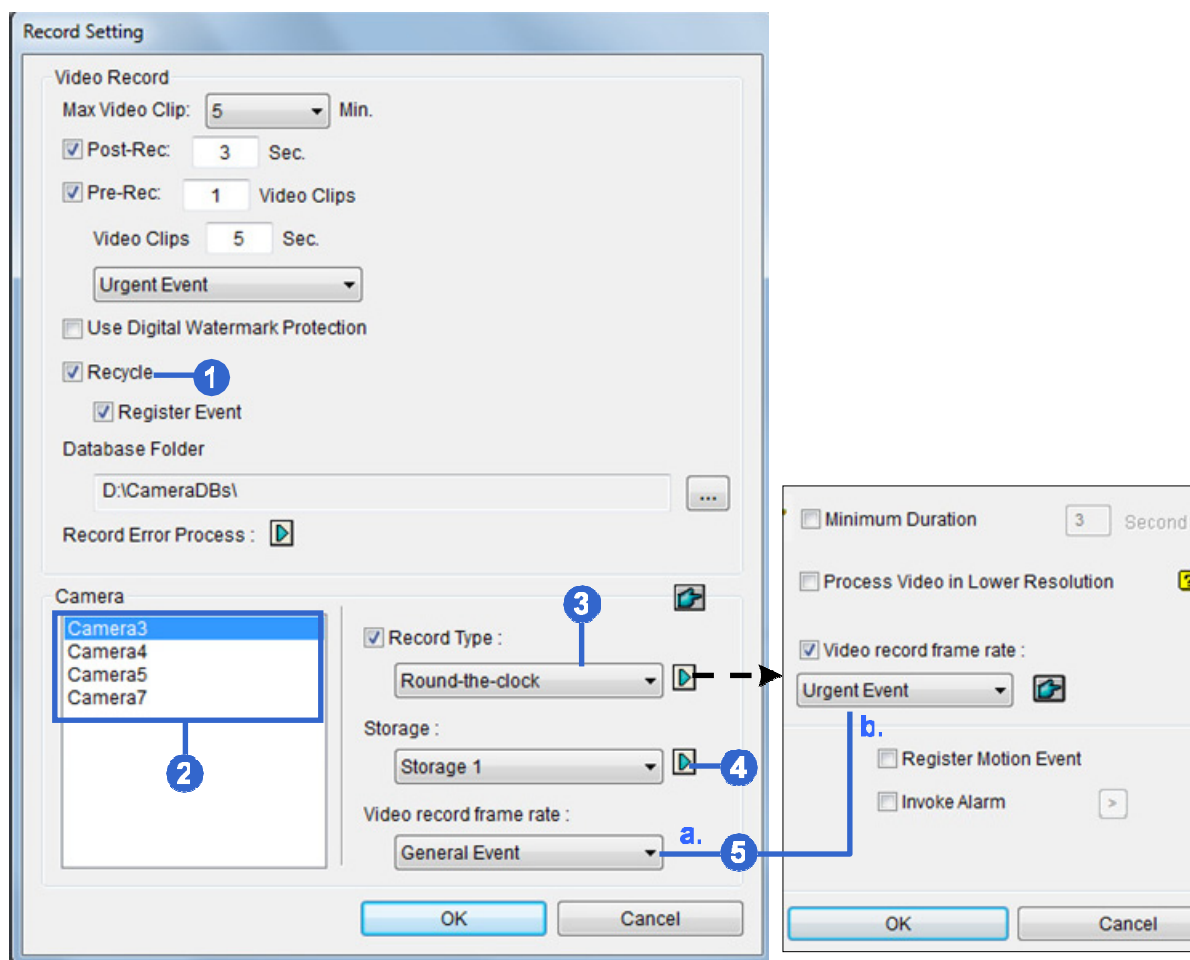 Record Setting
Video Record
Max Video Clip: 5 Min.
Post-Rec: 3 Sec.
Pre-Rec: 1 Video Clips
Video Clips 5 Sec.
Urgent Event
Use Digital Watermark Protection
Recycle 1
Register Event
Database Folder
D:\CameraDBs\ ...
Record Error Process :
Camera
Camera3
Camera4
Camera5
Camera7
2
3
Record Type :
Round-the-clock
Storage :
Storage 1 4
Video record frame rate :
General Event a. 5
OK Cancel
Minimum Duration 3 Second
Process Video in Lower Resolution ?
Video record frame rate :
Urgent Event
b.
Register Motion Event
Invoke Alarm >
OK Cancel